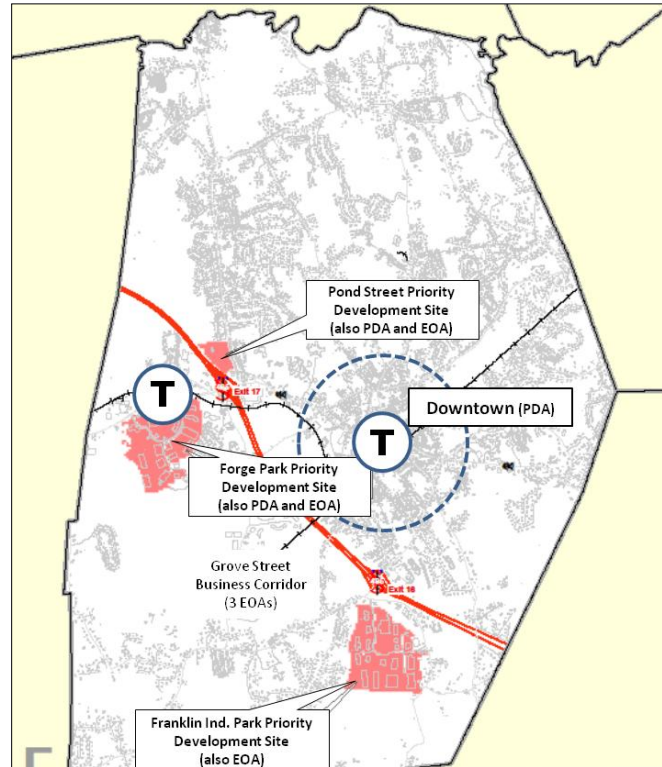 Pond Street Priority
Development Site
(also PDA and EOA)
Exit 17
T
T
Downtown (PDA)
Forge Park Priority
Development Site
(also PDA and EOA)
Grove Street
Business Corridor
(3 EOAs)
Exit 16
Franklin Ind. Park Priority
Development Site
(also EOA)